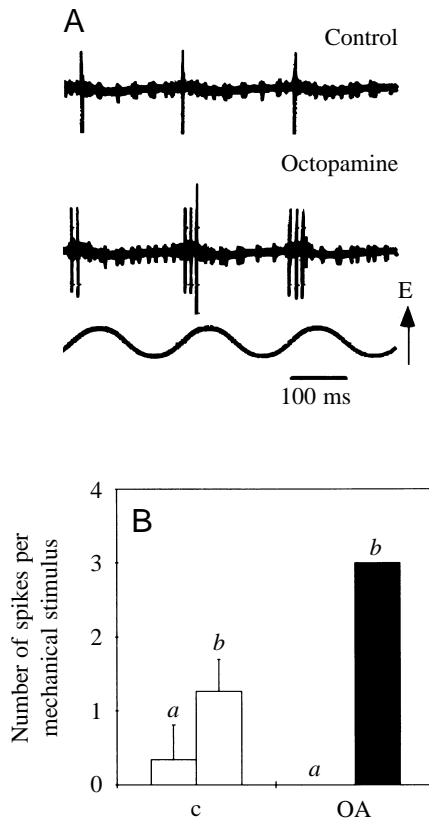 A
Control
Octopamine
E
100 ms
B
Number of spikes per
mechanical stimulus
4
3
2
1
0
a
b
a
b
c
OA